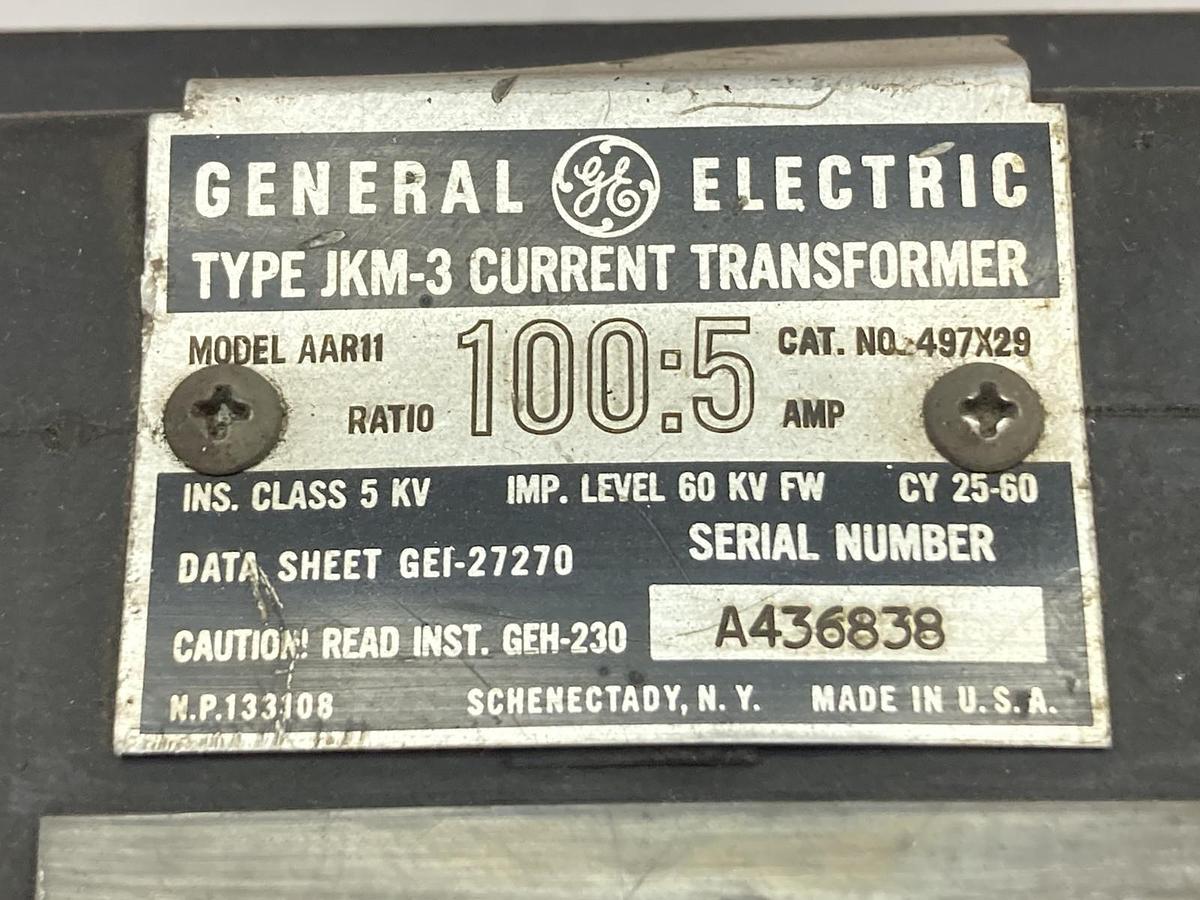 GENERAL GE ELECTRIC
TYPE JKM-3 CURRENT TRANSFORMER
MODEL AAR11
CAT. NO. 497X29
RATIO 100:5 AMP
INS. CLASS 5 KV IMP. LEVEL 60 KV FW CY 25-60
DATA SHEET GEI-27270
SERIAL NUMBER
CAUTION! READ INST. GEH-230
A436838
N.P.133108 SCHENECTADY, N. Y. MADE IN U. S. A.